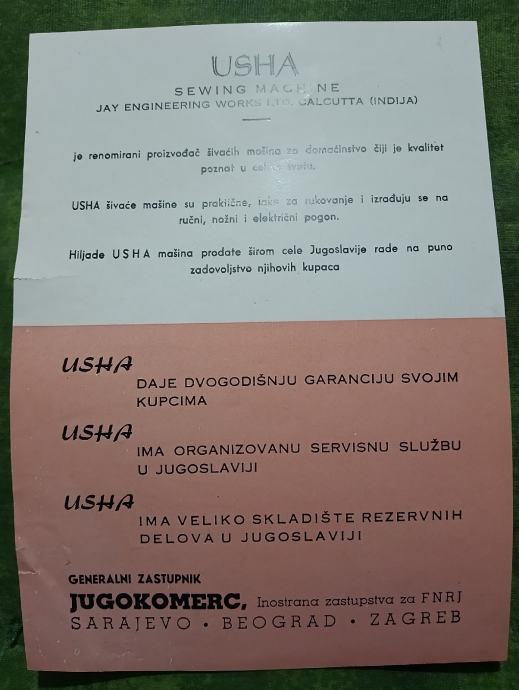 USHA
SEWING MACHINE
JAY ENGINEERING WORKS LTD. CALCUTTA (INDIJA)
je renomirani proizvođač šivaćih mašina za domaćinstvo čiji je kvalitet
poznat u celom svetu.
USHA šivaće mašine su praktične, lake za rukovanje i izrađuju se na
ručni, nožni i električni pogon.
Hiljade USHA mašina prodate širom cele Jugoslavije rade na puno
zadovoljstvo njihovih kupaca
USHA
DAJE DVOGODIŠNJU GARANCIJU SVOJIM
KUPCIMA
USHA
IMA ORGANIZOVANU SERVISNU SLUŽBU
U JUGOSLAVIJI
USHA
IMA VELIKO SKLADIŠTE REZERVNIH
DELOVA U JUGOSLAVIJI
GENERALNI ZASTUPNIK
JUGOKOMERC, Inostrana zastupstva za FNRJ
SARAJEVO • BEOGRAD • ZAGREB